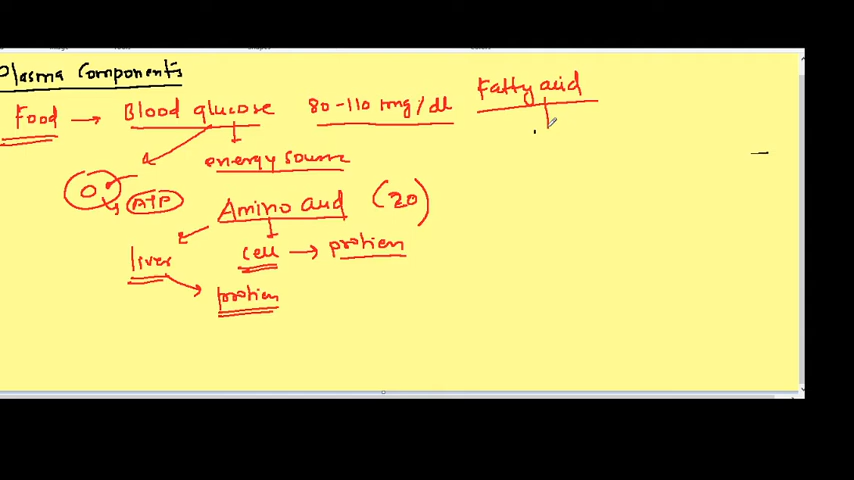 Plasma Components
Food → Blood glucose 80-110 mg/dl Fatty acid
energy source
ATP
Amino acid (20)
liver cell → protien
protien